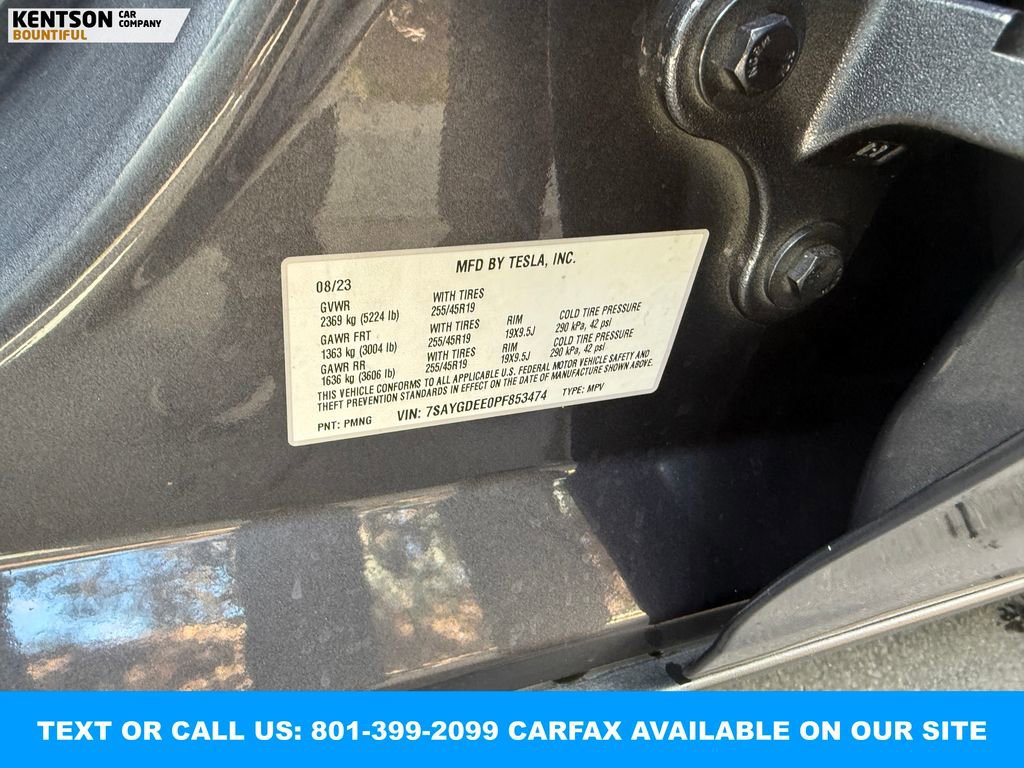 KENTSON CAR COMPANY
BOUNTIFUL
MFD BY TESLA, INC.
08/23
GVWR WITH TIRES
2369 kg (5224 lb) 255/45R19
GAWR FRT WITH TIRES RIM COLD TIRE PRESSURE
1363 kg (3004 lb) 255/45R19 19X9.5J 290 kPa, 42 psi
GAWR RR WITH TIRES RIM COLD TIRE PRESSURE
1636 kg (3606 lb) 255/45R19 19X9.5J 290 kPa, 42 psi
THIS VEHICLE CONFORMS TO ALL APPLICABLE U.S. FEDERAL MOTOR VEHICLE SAFETY AND
THEFT PREVENTION STANDARDS IN EFFECT ON THE DATE OF MANUFACTURE SHOWN ABOVE.
PNT: PMNG VIN: 7SAYGDEE0PF853474 TYPE: MPV
TEXT OR CALL US: 801-399-2099 CARFAX AVAILABLE ON OUR SITE